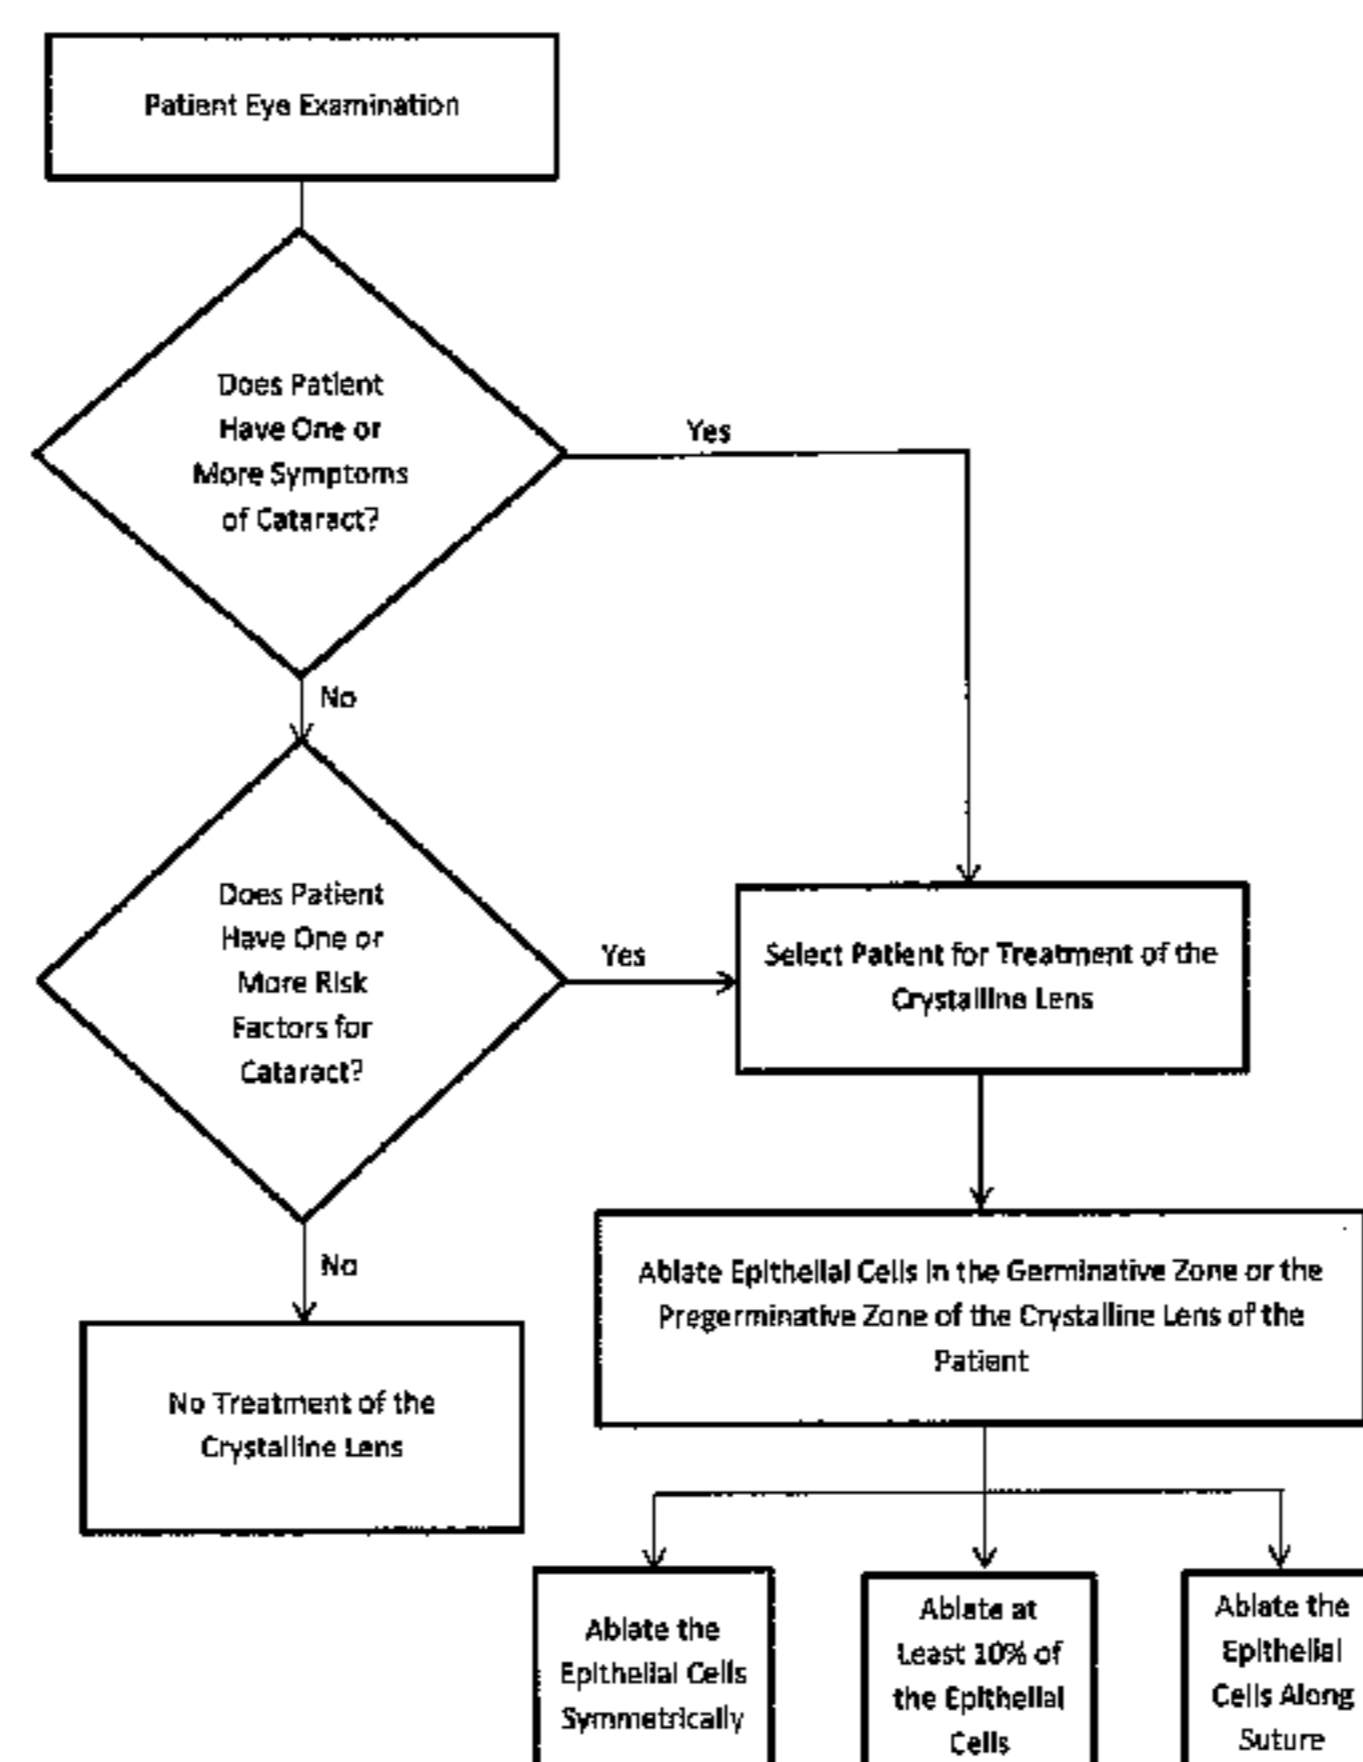 Patient Eye Examination
Does Patient
Have One or
More Symptoms
of Cataract?
Yes
No
Does Patient
Have One or
More Risk
Factors for
Cataract?
Yes
Select Patient for Treatment of the
Crystalline Lens
No
Ablate Epithelial Cells in the Germinative Zone or the
Pregerminative Zone of the Crystalline Lens of the
Patient
No Treatment of the
Crystalline Lens
Ablate the
Epithelial Cells
Symmetrically
Ablate at
Least 10% of
the Epithelial
Cells
Ablate the
Epithelial
Cells Along
Suture